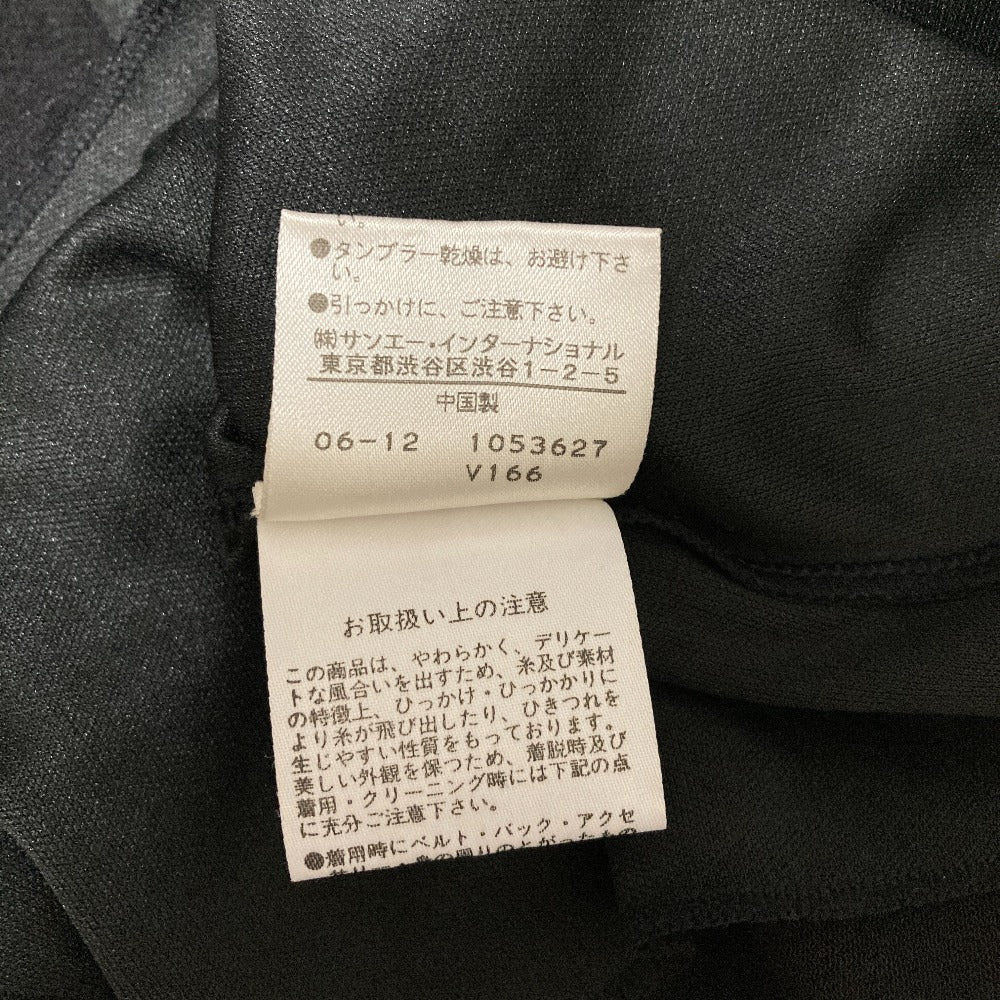 い。
●タンブラー乾燥は、お避け下さ
い。
●引っかけに、ご注意下さい。
㈱サンエー・インターナショナル
東京都渋谷区渋谷1-2-5
中国製
06-12 1053627
V166
お取扱い上の注意
この商品は、やわらかく、デリケー
トな風合いを出すため、糸及び素材
の特徴上、ひっかけ・ひっかかりに
より糸が飛び出したり、ひきつれを
生じやすい性質をもっております。
美しい外観を保つため、着脱時及び
着用・クリーニング時には下記の点
に充分ご注意下さい。
●着用時にベルト・バック・アクセ